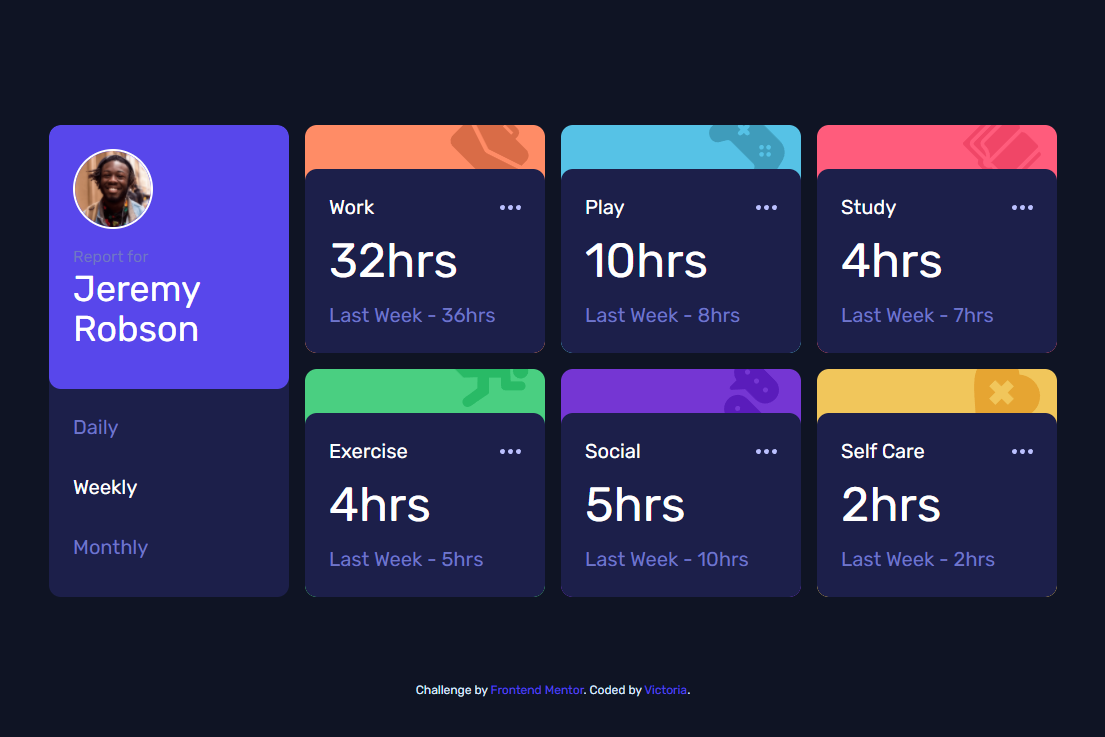 Report for
Jeremy
Robson
Daily
Weekly
Monthly
Work
32hrs
Last Week - 36hrs
Play
10hrs
Last Week - 8hrs
Study
4hrs
Last Week - 7hrs
Exercise
4hrs
Last Week - 5hrs
Social
5hrs
Last Week - 10hrs
Self Care
2hrs
Last Week - 2hrs
Challenge by Frontend Mentor. Coded by Victoria.